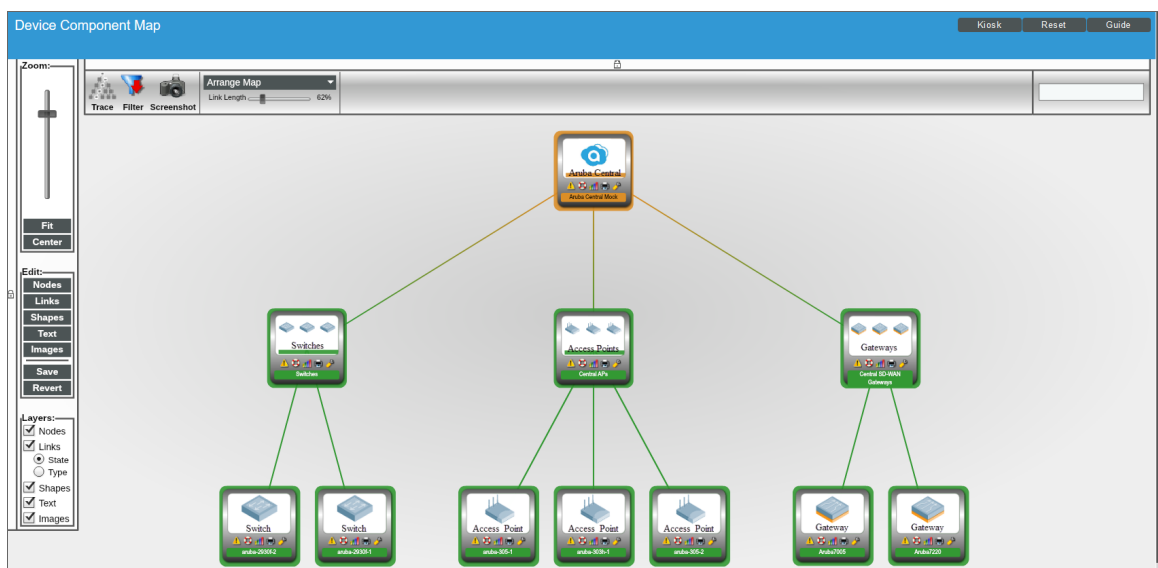 Device Component Map
Kiosk
Reset
Guide
Zoom:
Fit
Center
Edit:
Nodes
Links
Shapes
Text
Images
Save
Revert
Layers:
Nodes
Links
State
Type
Shapes
Text
Images
Trace
Filter
Screenshot
Arrange Map
Link Length
62%
a
Aruba Central
Aruba Central Mook
Switches
Switches
Access Points
Central APs
Gateways
Central SD-WAN
Gateways
Switch
aruba-2930f-2
Switch
aruba-2930f-1
Access Point
aruba-305-1
Access Point
aruba-303h-1
Access Point
aruba-305-2
Gateway
Aruba7005
Gateway
Aruba7220